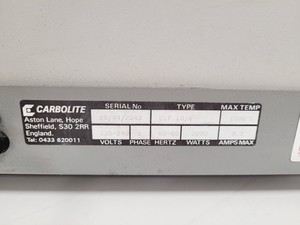 CARBOLITE
Aston Lane, Hope
Sheffield, S30 2RR
England.
Tel: 0433 620011
SERIAL No TYPE MAX TEMP
VOLTS PHASE HERTZ WATTS AMPS MAX